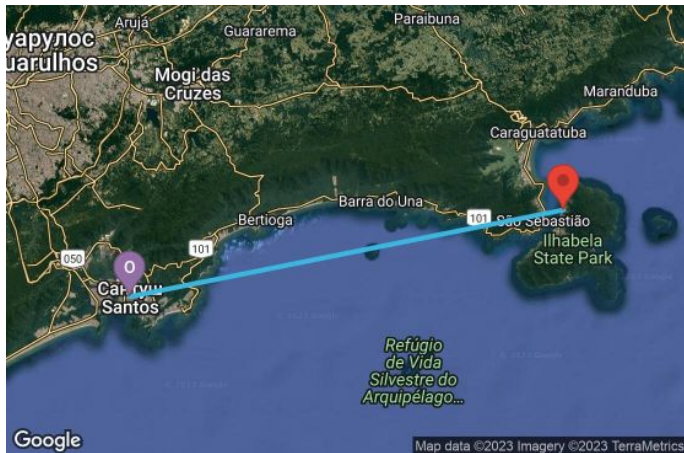 Arujá
Paraibuna
уарулос
uarulhos
Guararema
Mogi das
Cruzes
Maranduba
Caraguatatuba
Barra do Una
101
São Sebastião
Bertioga
101
Ilhabela
State Park
050
O
Santos
Refúgio
de Vida
Silvestre do
Arquipélago...
Google
Map data ©2023 Imagery ©2023 TerraMetrics